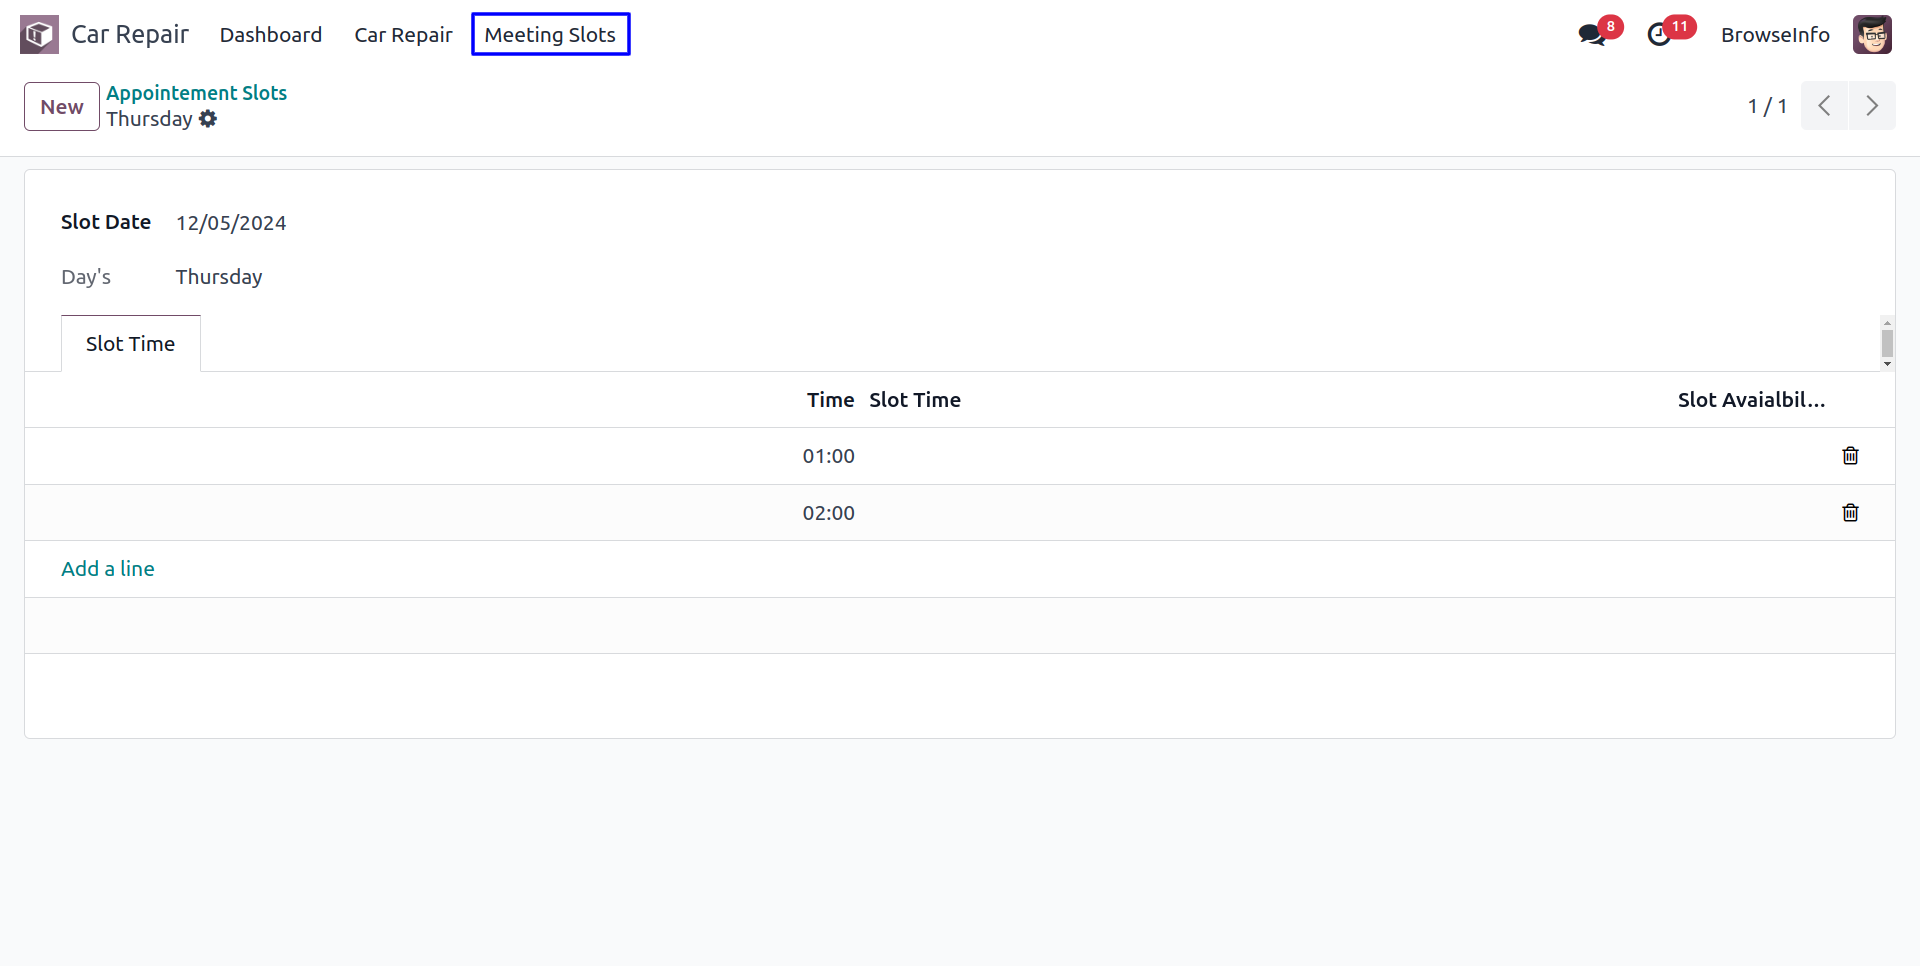 Car Repair Dashboard Car Repair Meeting Slots 8 11 BrowseInfo
New Appointement Slots
Thursday
1 / 1
Slot Date 12/05/2024
Day's Thursday
Slot Time
Time Slot Time Slot Avaialbil...
01:00
02:00
Add a line